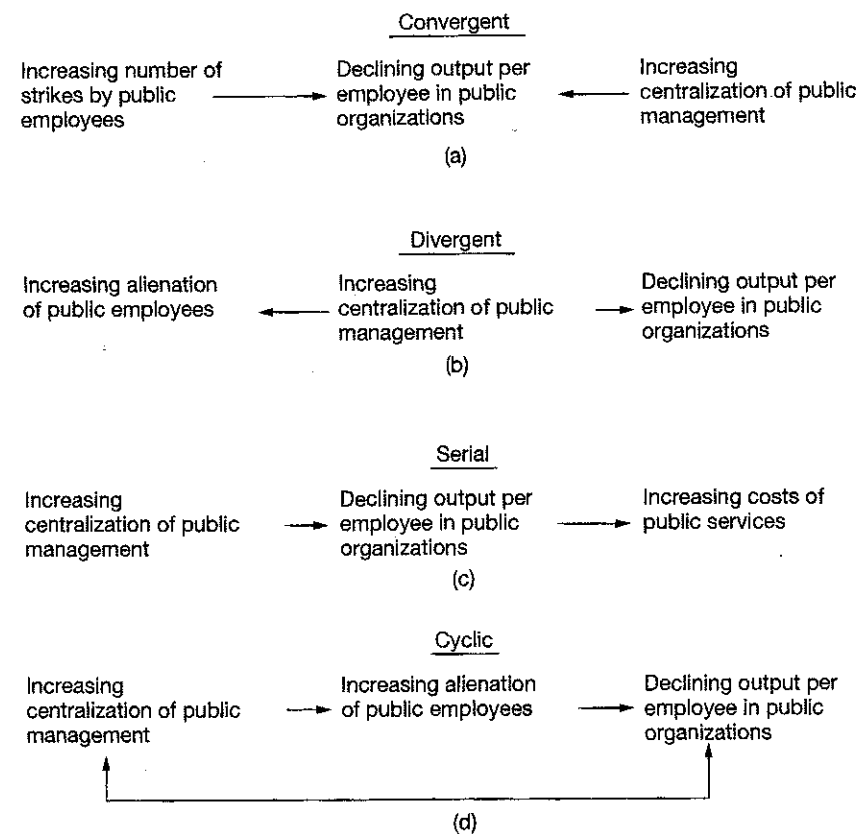 Convergent
Increasing number of
strikes by public
employees
Declining output per
employee in public
organizations
Increasing
centralization of public
management
(a)
Divergent
Increasing alienation
of public employees
Increasing
centralization of public
management
Declining output per
employee in public
organizations
(b)
Serial
Increasing
centralization of public
management
Declining output per
employee in public
organizations
Increasing costs of
public services
(c)
Cyclic
Increasing
centralization of public
management
Increasing alienation
of public employees
Declining output per
employee in public
organizations
(d)